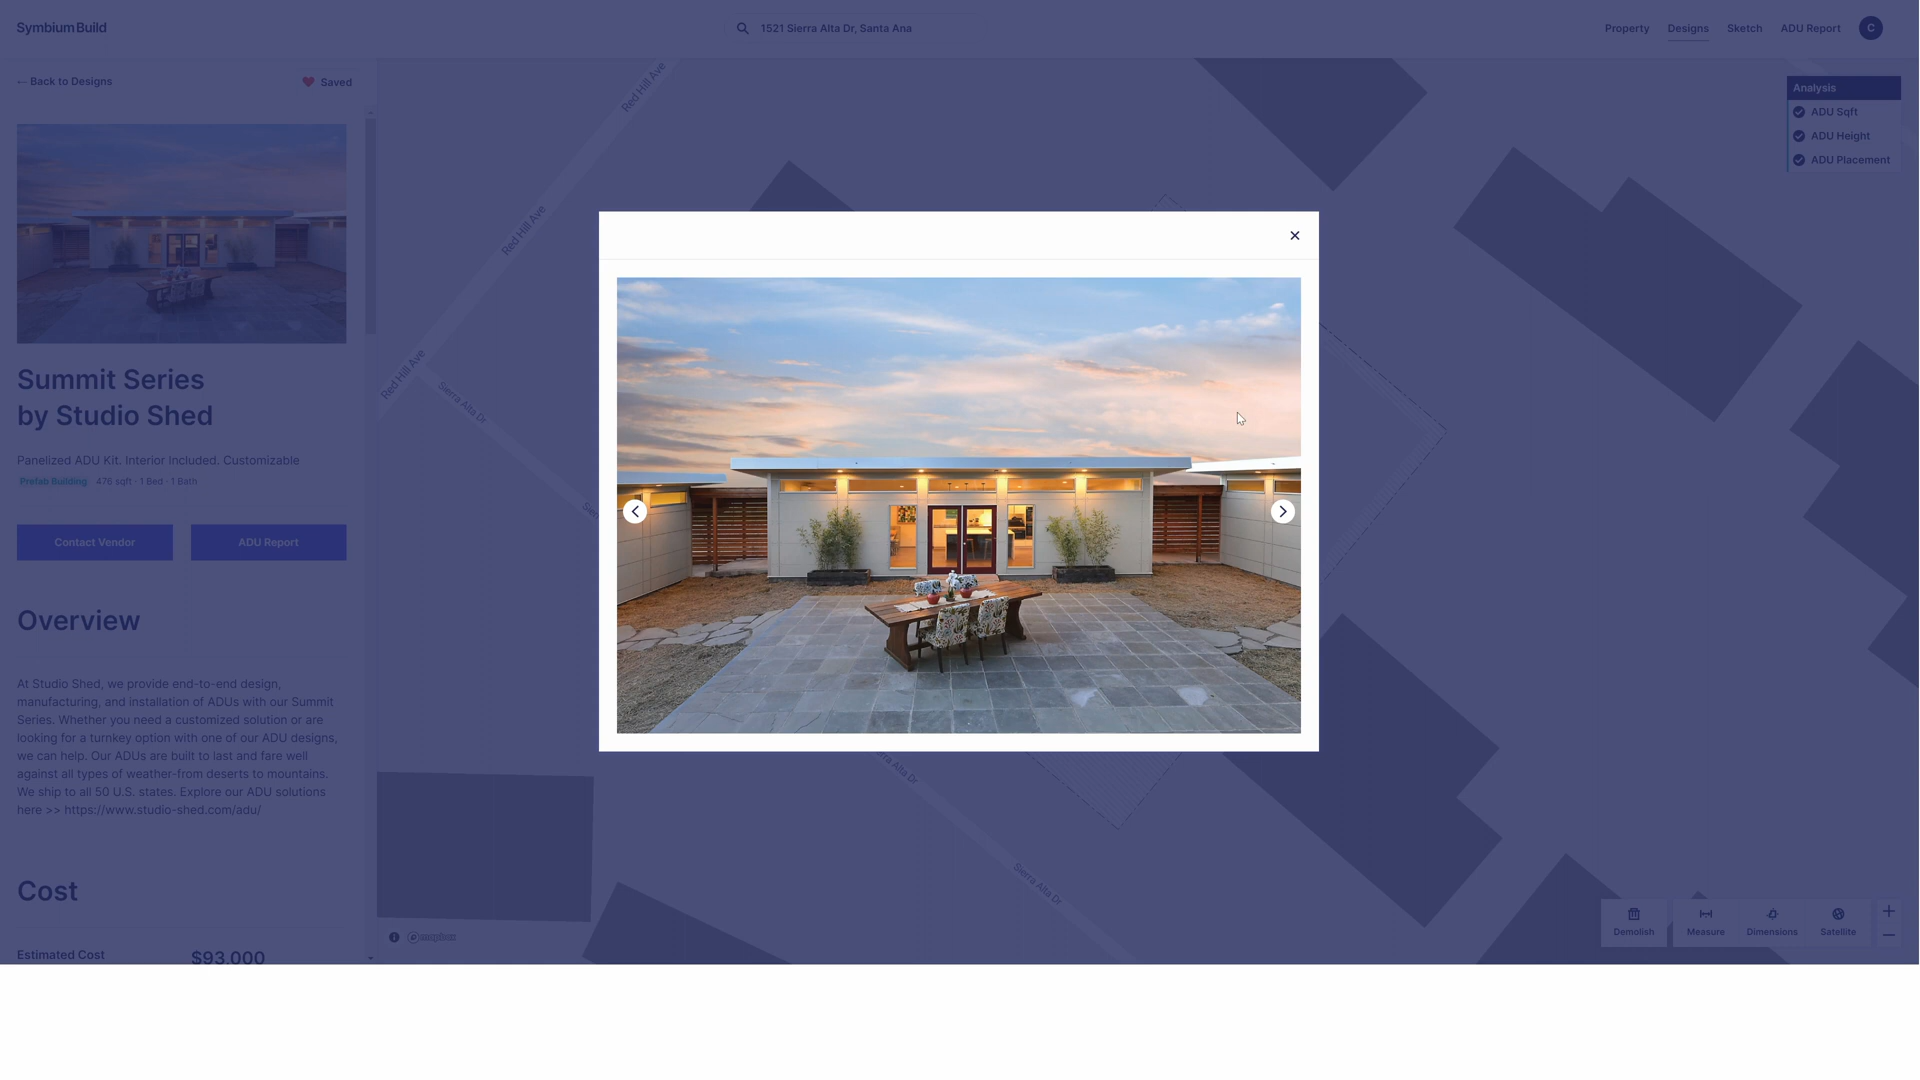 Symbium Build
1521 Sierra Alta Dr, Santa Ana
Property
Designs
Sketch
ADU Report
C
← Back to Designs
Saved
Summit Series
by Studio Shed
Panelized ADU Kit. Interior Included. Customizable
Prefab Building 476 sqft · 1 Bed · 1 Bath
Contact Vendor
ADU Report
Overview
At Studio Shed, we provide end-to-end design,
manufacturing, and installation of ADUs with our Summit
Series. Whether you need a customized solution or are
looking for a turnkey option with one of our ADU designs,
we can help. Our ADUs are built to last and fare well
against all types of weather-from deserts to mountains.
We ship to all 50 U.S. states. Explore our ADU solutions
here >> https://www.studio-shed.com/adu/
Cost
Estimated Cost $93,000
Red Hill Ave
Red Hill Ave
Red Hill Ave
Sierra Alta Dr
Sierra Alta Dr
mapbox
Analysis
ADU Sqft
ADU Height
ADU Placement
Demolish
Measure
Dimensions
Satellite